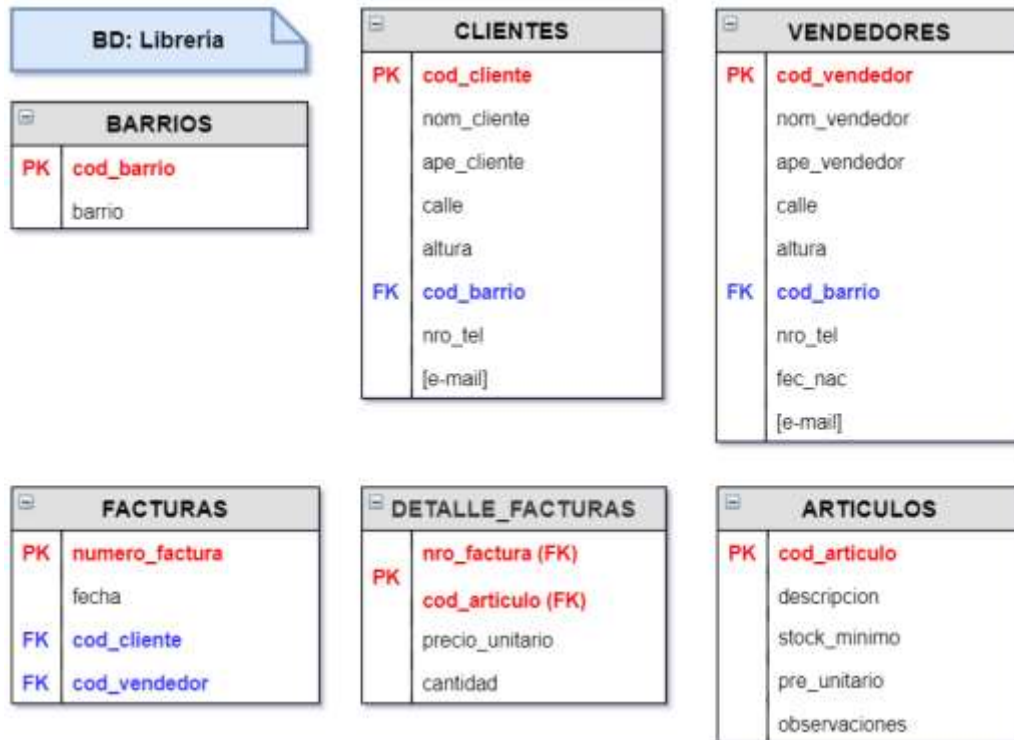 BD: Libreria
BARRIOS
PK cod_barrio
barrio
CLIENTES
PK cod_cliente
nom_cliente
ape_cliente
calle
altura
FK cod_barrio
nro_tel
[e-mail]
VENDEDORES
PK cod_vendedor
nom_vendedor
ape_vendedor
calle
altura
FK cod_barrio
nro_tel
fec_nac
[e-mail]
FACTURAS
PK numero_factura
fecha
FK cod_cliente
FK cod_vendedor
DETALLE_FACTURAS
PK
nro_factura (FK)
cod_articulo (FK)
precio_unitario
cantidad
ARTICULOS
PK cod_articulo
descripcion
stock_minimo
pre_unitario
observaciones